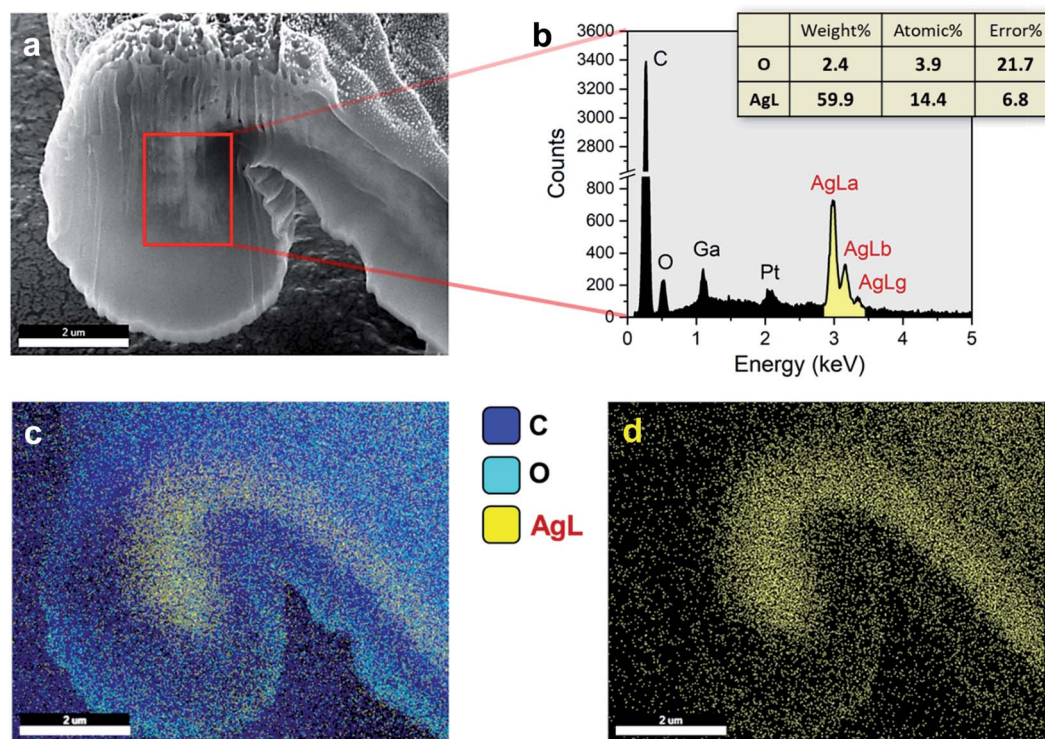 a
2 um
b
Weight% Atomic% Error%
O 2.4 3.9 21.7
AgL 59.9 14.4 6.8
3600
3400
3200
3000
2800
800
600
400
200
0
Counts
C
O
Ga
Pt
AgLa
AgLb
AgLg
0 1 2 3 4 5
Energy (keV)
c
2 um
C
O
AgL
d
2 um